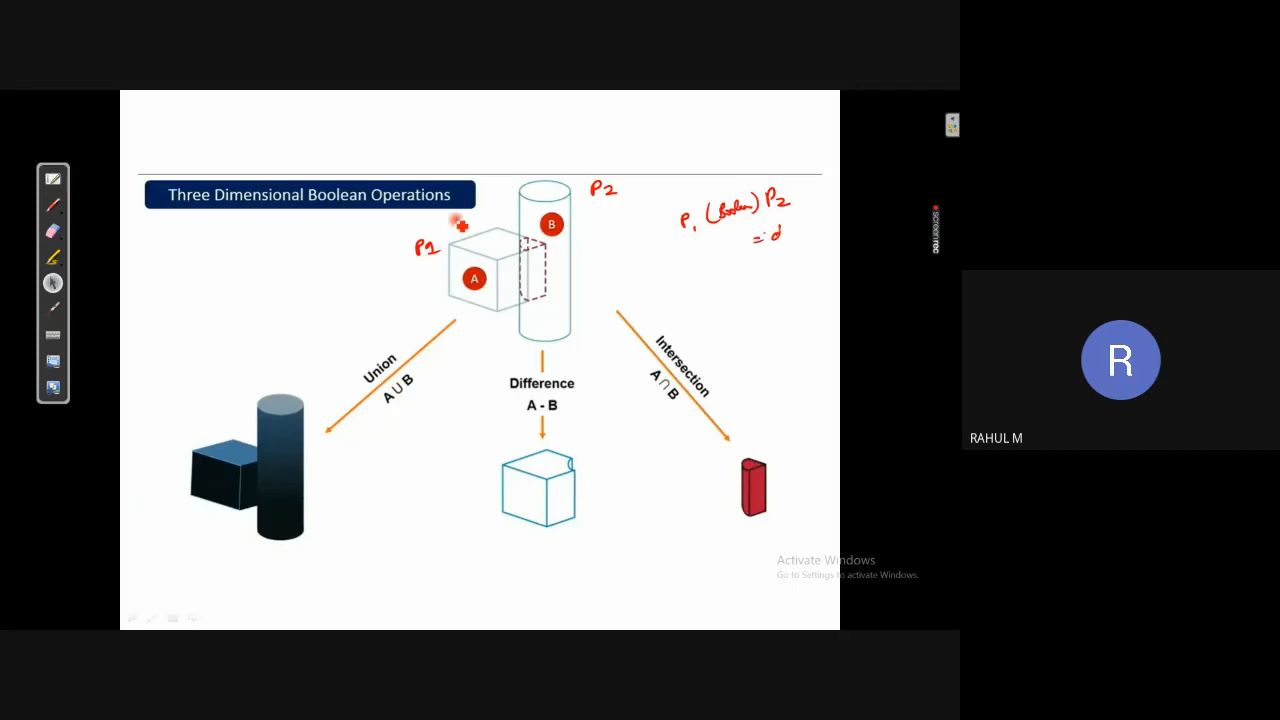 Three Dimensional Boolean Operations
P2
P1
B
A
P1 (Boolean) P2
= d
Union
A ∪ B
Difference
A - B
Intersection
A ∩ B
R
RAHUL M
screenrec
Activate Windows
Go to Settings to activate Windows.